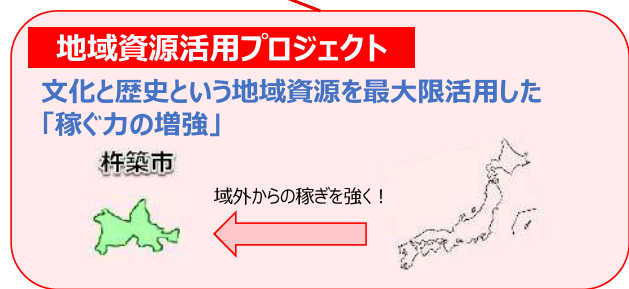 地域資源活用プロジェクト
文化と歴史という地域資源を最大限活用した
「稼ぐ力の増強」
杵築市
域外からの稼ぎを強く！